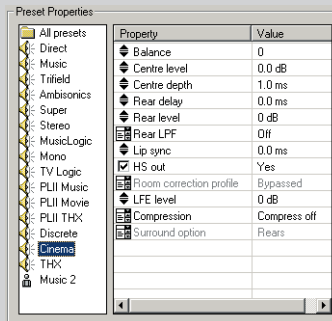 Preset Properties
All presets
Direct
Music
Trifield
Ambisonics
Super
Stereo
MusicLogic
Mono
TV Logic
PLII Music
PLII Movie
PLII THX
Discrete
Cinema
THX
Music 2
Property Value
Balance 0
Centre level 0.0 dB
Centre depth 1.0 ms
Rear delay 0.0 ms
Rear level 0 dB
Rear LPF Off
Lip sync 0.0 ms
HS out Yes
Room correction profile Bypassed
LFE level 0 dB
Compression Compress off
Surround option Rears